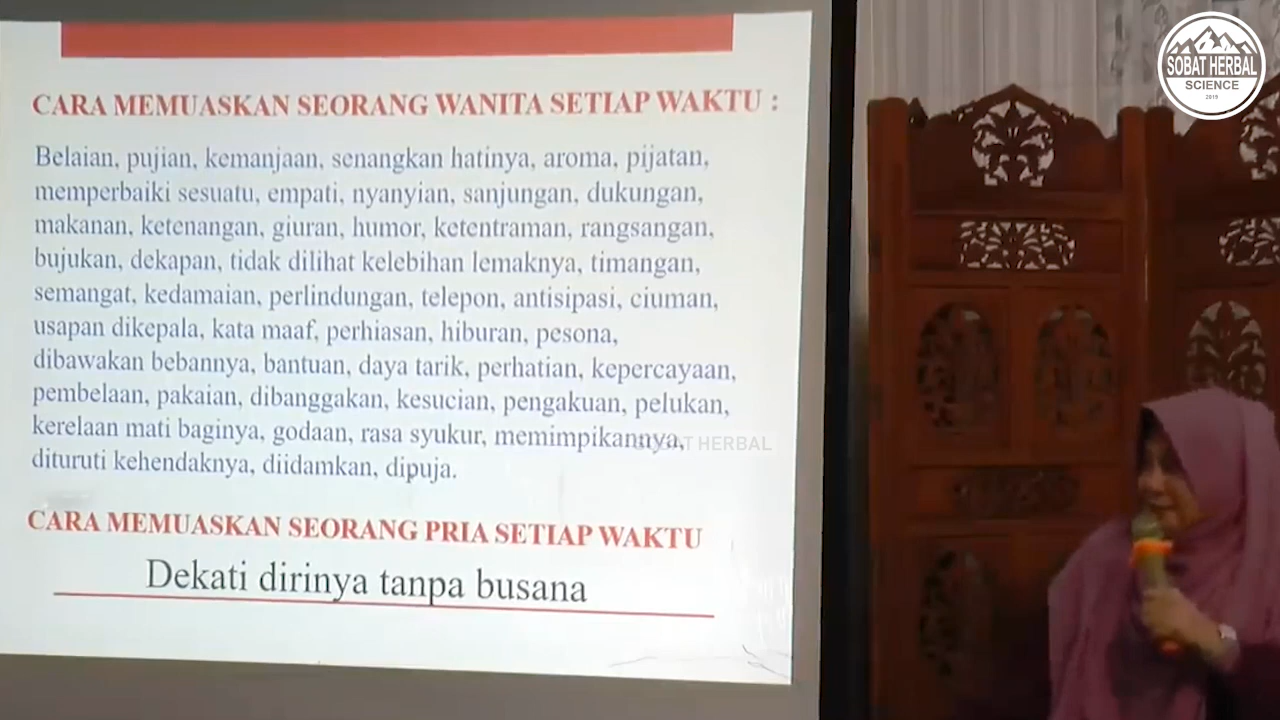 CARA MEMUASKAN SEORANG WANITA SETIAP WAKTU :
Belaian, pujian, kemanjaan, senangkan hatinya, aroma, pijatan,
memperbaiki sesuatu, empati, nyanyian, sanjungan, dukungan,
makanan, ketenangan, giuran, humor, ketentraman, rangsangan,
bujukan, dekapan, tidak dilihat kelebihan lemaknya, timangan,
semangat, kedamaian, perlindungan, telepon, antisipasi, ciuman,
usapan dikepala, kata maaf, perhiasan, hiburan, pesona,
dibawakan bebannya, bantuan, daya tarik, perhatian, kepercayaan,
pembelaan, pakaian, dibanggakan, kesucian, pengakuan, pelukan,
kerelaan mati baginya, godaan, rasa syukur, memimpikannya,
dituruti kehendaknya, diidamkan, dipuja.
CARA MEMUASKAN SEORANG PRIA SETIAP WAKTU
Dekati dirinya tanpa busana
SOBAT HERBAL
SCIENCE
2019
SOBAT HERBAL